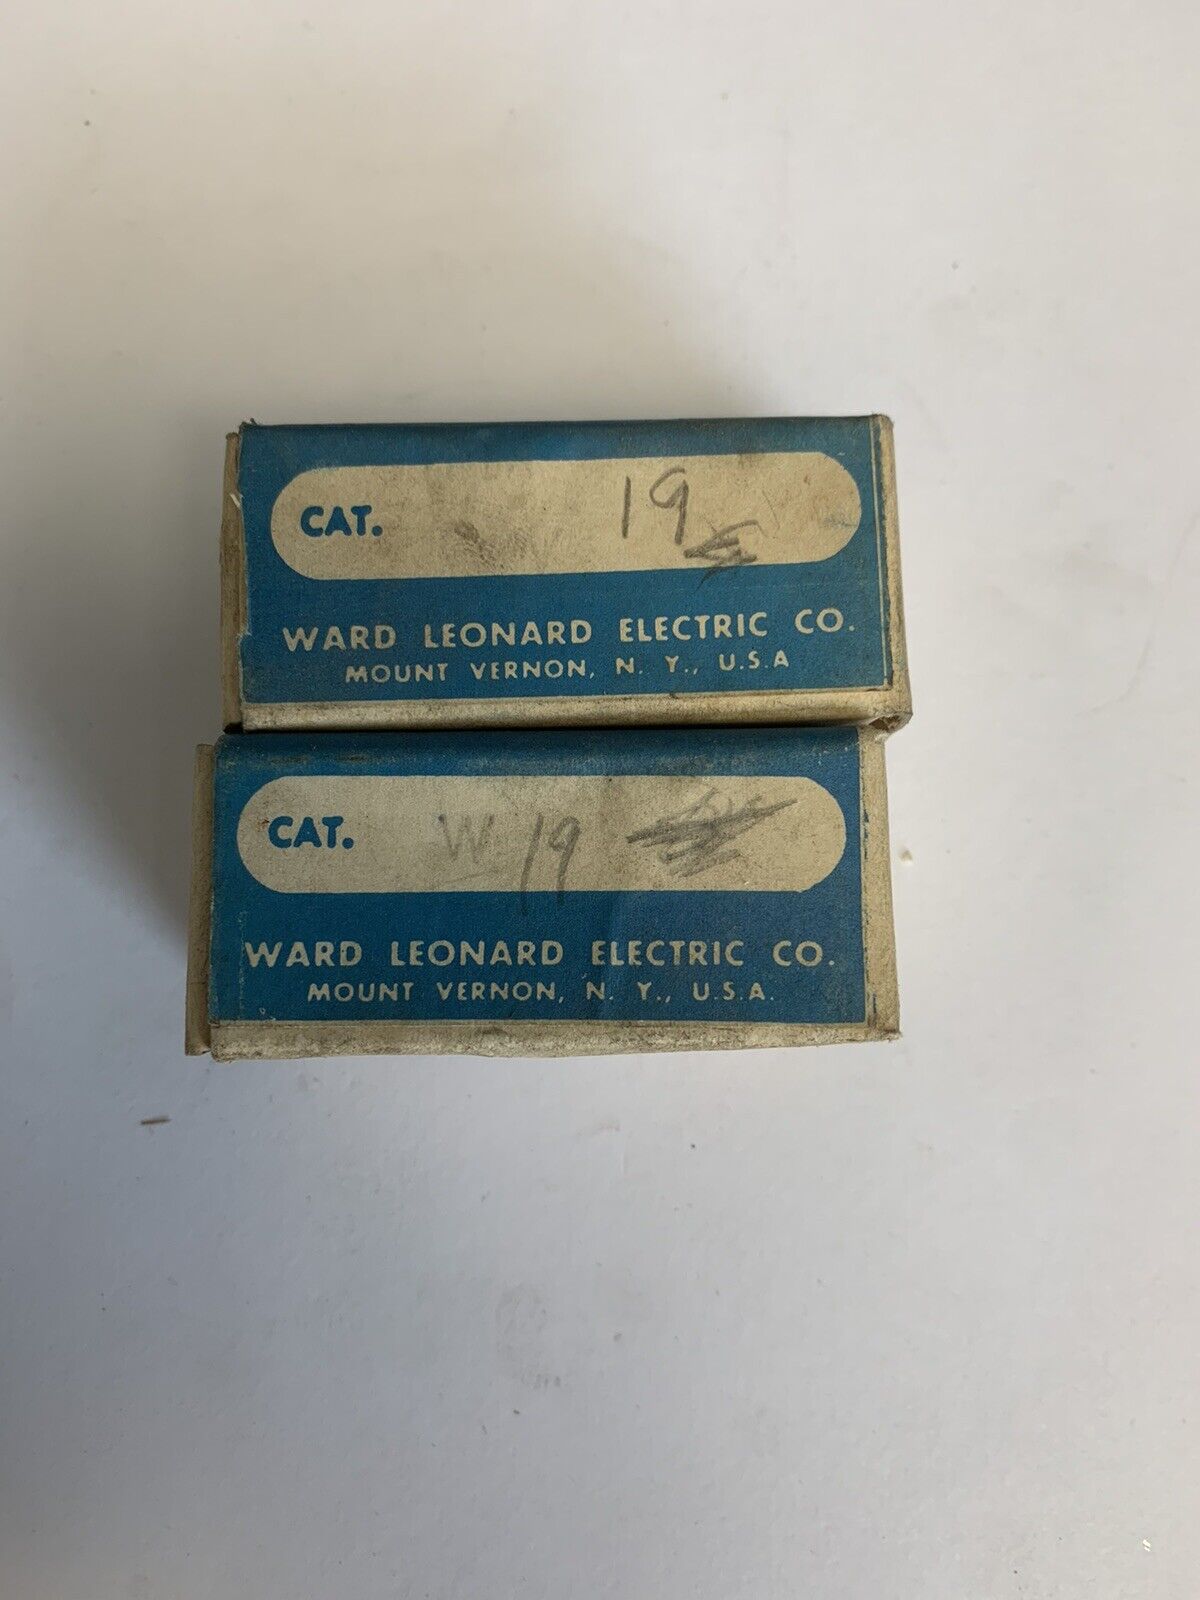 CAT. 19
WARD LEONARD ELECTRIC CO.
MOUNT VERNON, N. Y., U.S.A
CAT. W 19
WARD LEONARD ELECTRIC CO.
MOUNT VERNON, N. Y., U.S.A.